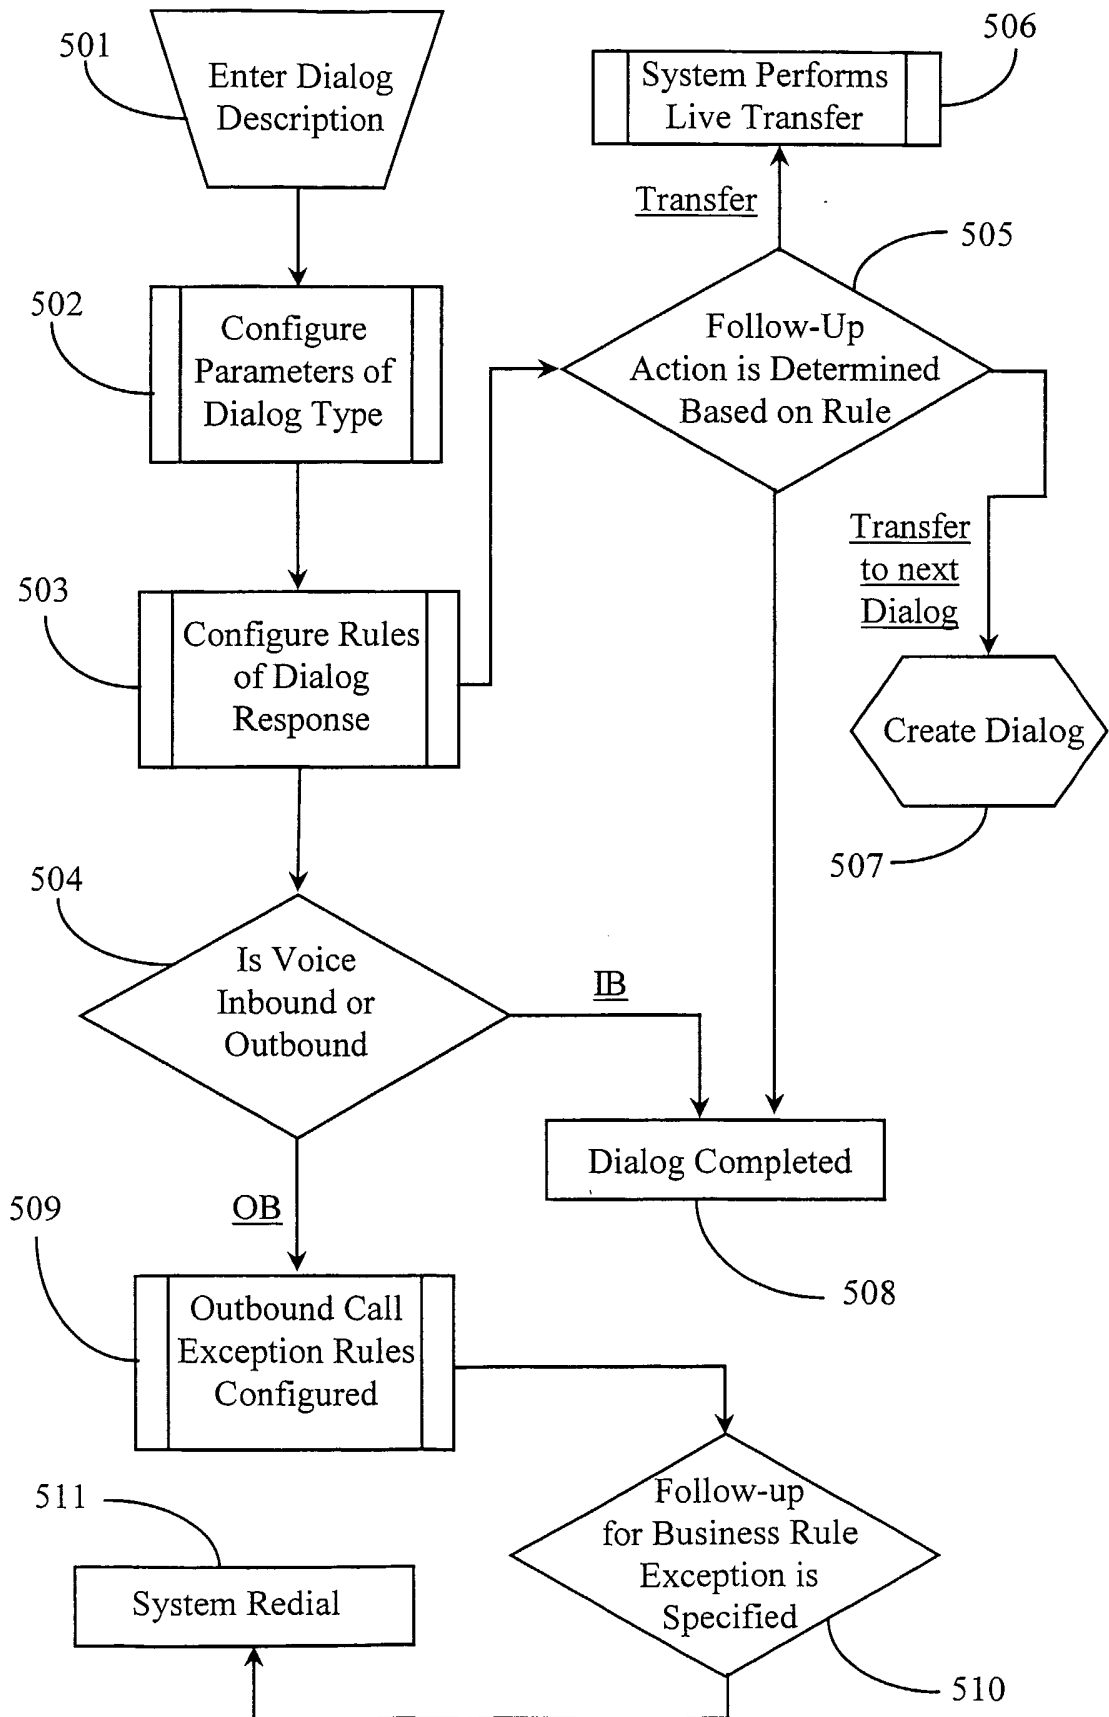 501
Enter Dialog
Description
506
System Performs
Live Transfer
Transfer
505
502
Configure
Parameters of
Dialog Type
Follow-Up
Action is Determined
Based on Rule
Transfer
to next
Dialog
503
Configure Rules
of Dialog
Response
Create Dialog
507
504
Is Voice
Inbound or
Outbound
IB
Dialog Completed
508
OB
509
Outbound Call
Exception Rules
Configured
511
System Redial
Follow-up
for Business Rule
Exception is
Specified
510